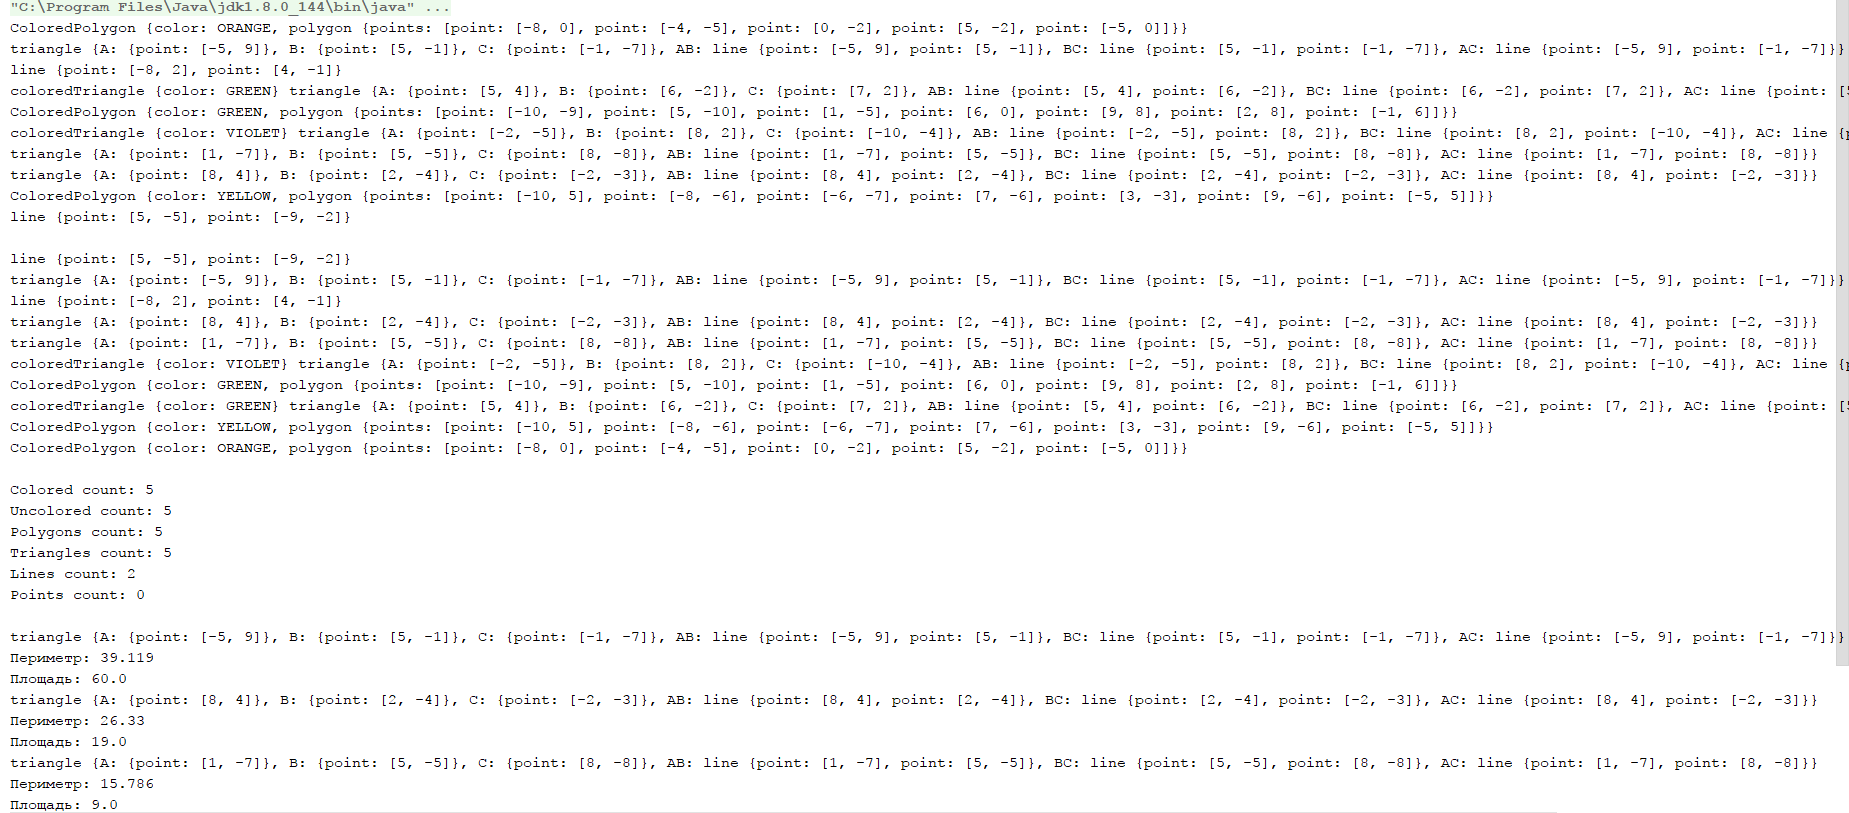 "C:\Program Files\Java\jdk1.8.0_144\bin\java" ...
ColoredPolygon {color: ORANGE, polygon {points: [point: [-8, 0], point: [-4, -5], point: [0, -2], point: [5, -2], point: [-5, 0]]}}
triangle {A: {point: [-5, 9]}, B: {point: [5, -1]}, C: {point: [-1, -7]}, AB: line {point: [-5, 9], point: [5, -1]}, BC: line {point: [5, -1], point: [-1, -7]}, AC: line {point: [-5, 9], point: [-1, -7]}}
line {point: [-8, 2], point: [4, -1]}
coloredTriangle {color: GREEN} triangle {A: {point: [5, 4]}, B: {point: [6, -2]}, C: {point: [7, 2]}, AB: line {point: [5, 4], point: [6, -2]}, BC: line {point: [6, -2], point: [7, 2]}, AC: line {point: [5
ColoredPolygon {color: GREEN, polygon {points: [point: [-10, -9], point: [5, -10], point: [1, -5], point: [6, 0], point: [9, 8], point: [2, 8], point: [-1, 6]]}}
coloredTriangle {color: VIOLET} triangle {A: {point: [-2, -5]}, B: {point: [8, 2]}, C: {point: [-10, -4]}, AB: line {point: [-2, -5], point: [8, 2]}, BC: line {point: [8, 2], point: [-10, -4]}, AC: line {p
triangle {A: {point: [1, -7]}, B: {point: [5, -5]}, C: {point: [8, -8]}, AB: line {point: [1, -7], point: [5, -5]}, BC: line {point: [5, -5], point: [8, -8]}, AC: line {point: [1, -7], point: [8, -8]}}
triangle {A: {point: [8, 4]}, B: {point: [2, -4]}, C: {point: [-2, -3]}, AB: line {point: [8, 4], point: [2, -4]}, BC: line {point: [2, -4], point: [-2, -3]}, AC: line {point: [8, 4], point: [-2, -3]}}
ColoredPolygon {color: YELLOW, polygon {points: [point: [-10, 5], point: [-8, -6], point: [-6, -7], point: [7, -6], point: [3, -3], point: [9, -6], point: [-5, 5]]}}
line {point: [5, -5], point: [-9, -2]}

line {point: [5, -5], point: [-9, -2]}
triangle {A: {point: [-5, 9]}, B: {point: [5, -1]}, C: {point: [-1, -7]}, AB: line {point: [-5, 9], point: [5, -1]}, BC: line {point: [5, -1], point: [-1, -7]}, AC: line {point: [-5, 9], point: [-1, -7]}}
line {point: [-8, 2], point: [4, -1]}
triangle {A: {point: [8, 4]}, B: {point: [2, -4]}, C: {point: [-2, -3]}, AB: line {point: [8, 4], point: [2, -4]}, BC: line {point: [2, -4], point: [-2, -3]}, AC: line {point: [8, 4], point: [-2, -3]}}
triangle {A: {point: [1, -7]}, B: {point: [5, -5]}, C: {point: [8, -8]}, AB: line {point: [1, -7], point: [5, -5]}, BC: line {point: [5, -5], point: [8, -8]}, AC: line {point: [1, -7], point: [8, -8]}}
coloredTriangle {color: VIOLET} triangle {A: {point: [-2, -5]}, B: {point: [8, 2]}, C: {point: [-10, -4]}, AB: line {point: [-2, -5], point: [8, 2]}, BC: line {point: [8, 2], point: [-10, -4]}, AC: line {p
ColoredPolygon {color: GREEN, polygon {points: [point: [-10, -9], point: [5, -10], point: [1, -5], point: [6, 0], point: [9, 8], point: [2, 8], point: [-1, 6]]}}
coloredTriangle {color: GREEN} triangle {A: {point: [5, 4]}, B: {point: [6, -2]}, C: {point: [7, 2]}, AB: line {point: [5, 4], point: [6, -2]}, BC: line {point: [6, -2], point: [7, 2]}, AC: line {point: [5
ColoredPolygon {color: YELLOW, polygon {points: [point: [-10, 5], point: [-8, -6], point: [-6, -7], point: [7, -6], point: [3, -3], point: [9, -6], point: [-5, 5]]}}
ColoredPolygon {color: ORANGE, polygon {points: [point: [-8, 0], point: [-4, -5], point: [0, -2], point: [5, -2], point: [-5, 0]]}}

Colored count: 5
Uncolored count: 5
Polygons count: 5
Triangles count: 5
Lines count: 2
Points count: 0

triangle {A: {point: [-5, 9]}, B: {point: [5, -1]}, C: {point: [-1, -7]}, AB: line {point: [-5, 9], point: [5, -1]}, BC: line {point: [5, -1], point: [-1, -7]}, AC: line {point: [-5, 9], point: [-1, -7]}}
Периметр: 39.119
Площадь: 60.0
triangle {A: {point: [8, 4]}, B: {point: [2, -4]}, C: {point: [-2, -3]}, AB: line {point: [8, 4], point: [2, -4]}, BC: line {point: [2, -4], point: [-2, -3]}, AC: line {point: [8, 4], point: [-2, -3]}}
Периметр: 26.33
Площадь: 19.0
triangle {A: {point: [1, -7]}, B: {point: [5, -5]}, C: {point: [8, -8]}, AB: line {point: [1, -7], point: [5, -5]}, BC: line {point: [5, -5], point: [8, -8]}, AC: line {point: [1, -7], point: [8, -8]}}
Периметр: 15.786
Площадь: 9.0